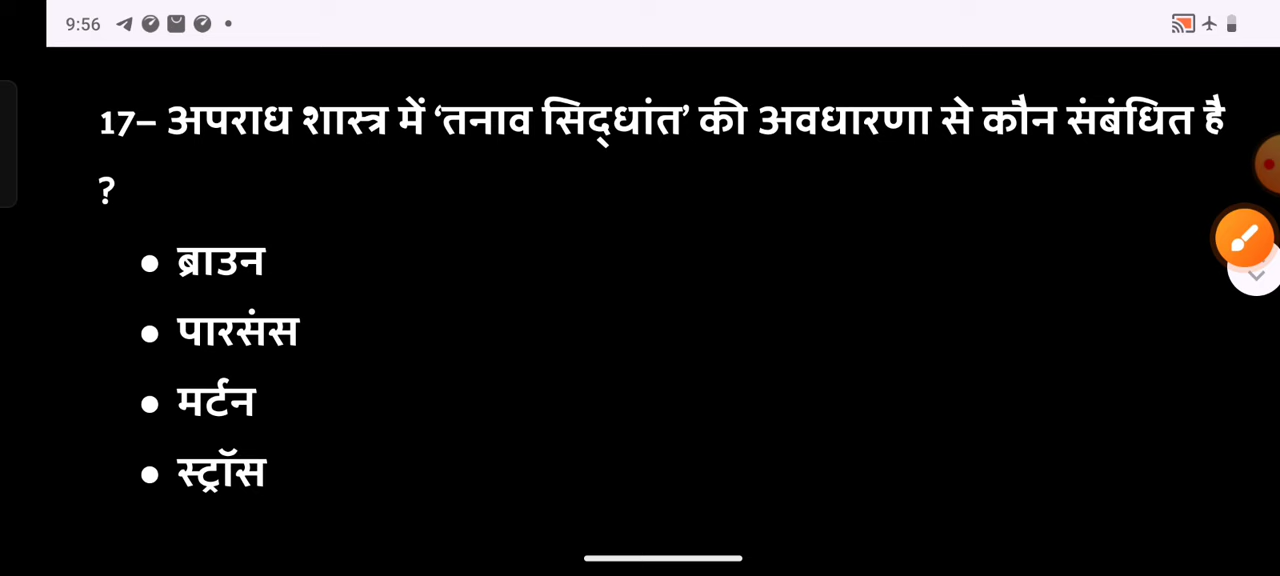 9:56
17– अपराध शास्त्र में ‘तनाव सिद्धांत’ की अवधारणा से कौन संबंधित है
?
• ब्राउन
• पारसंस
• मर्टन
• स्ट्रॉस